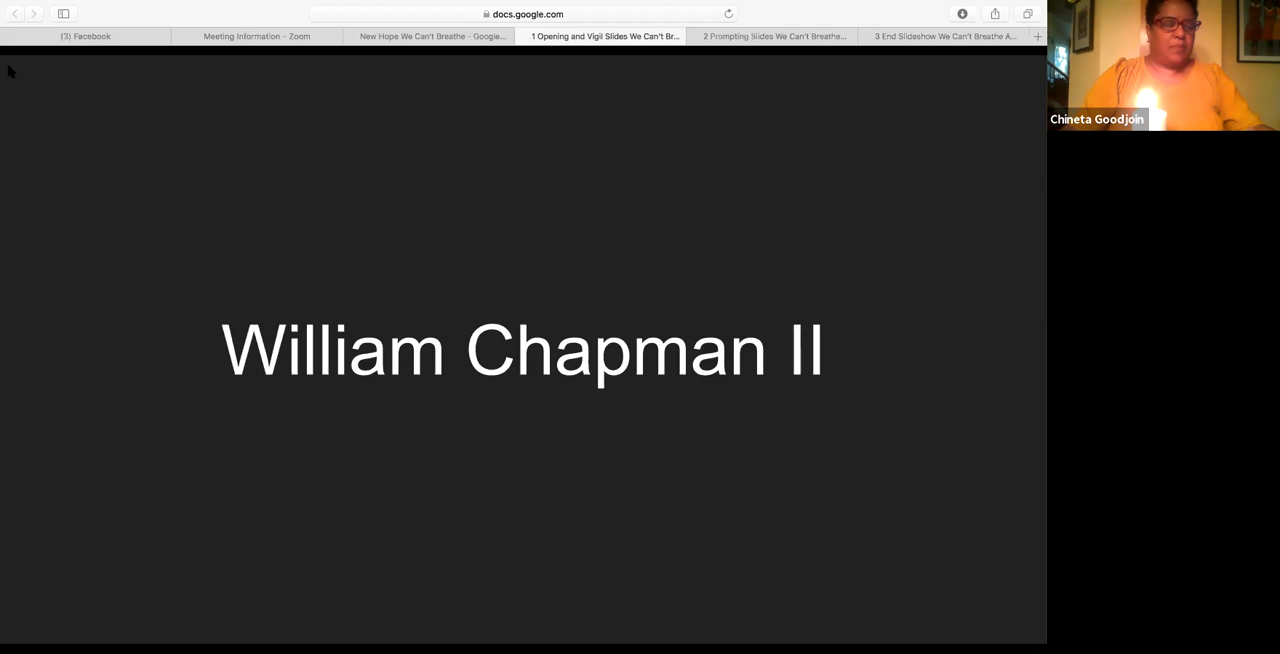 docs.google.com
(3) Facebook
Meeting Information - Zoom
New Hope We Can't Breathe - Google...
1 Opening and Vigil Slides We Can't Br...
2 Prompting Slides We Can't Breathe...
3 End Slideshow We Can't Breathe A...
Chineta Goodjoin
William Chapman II